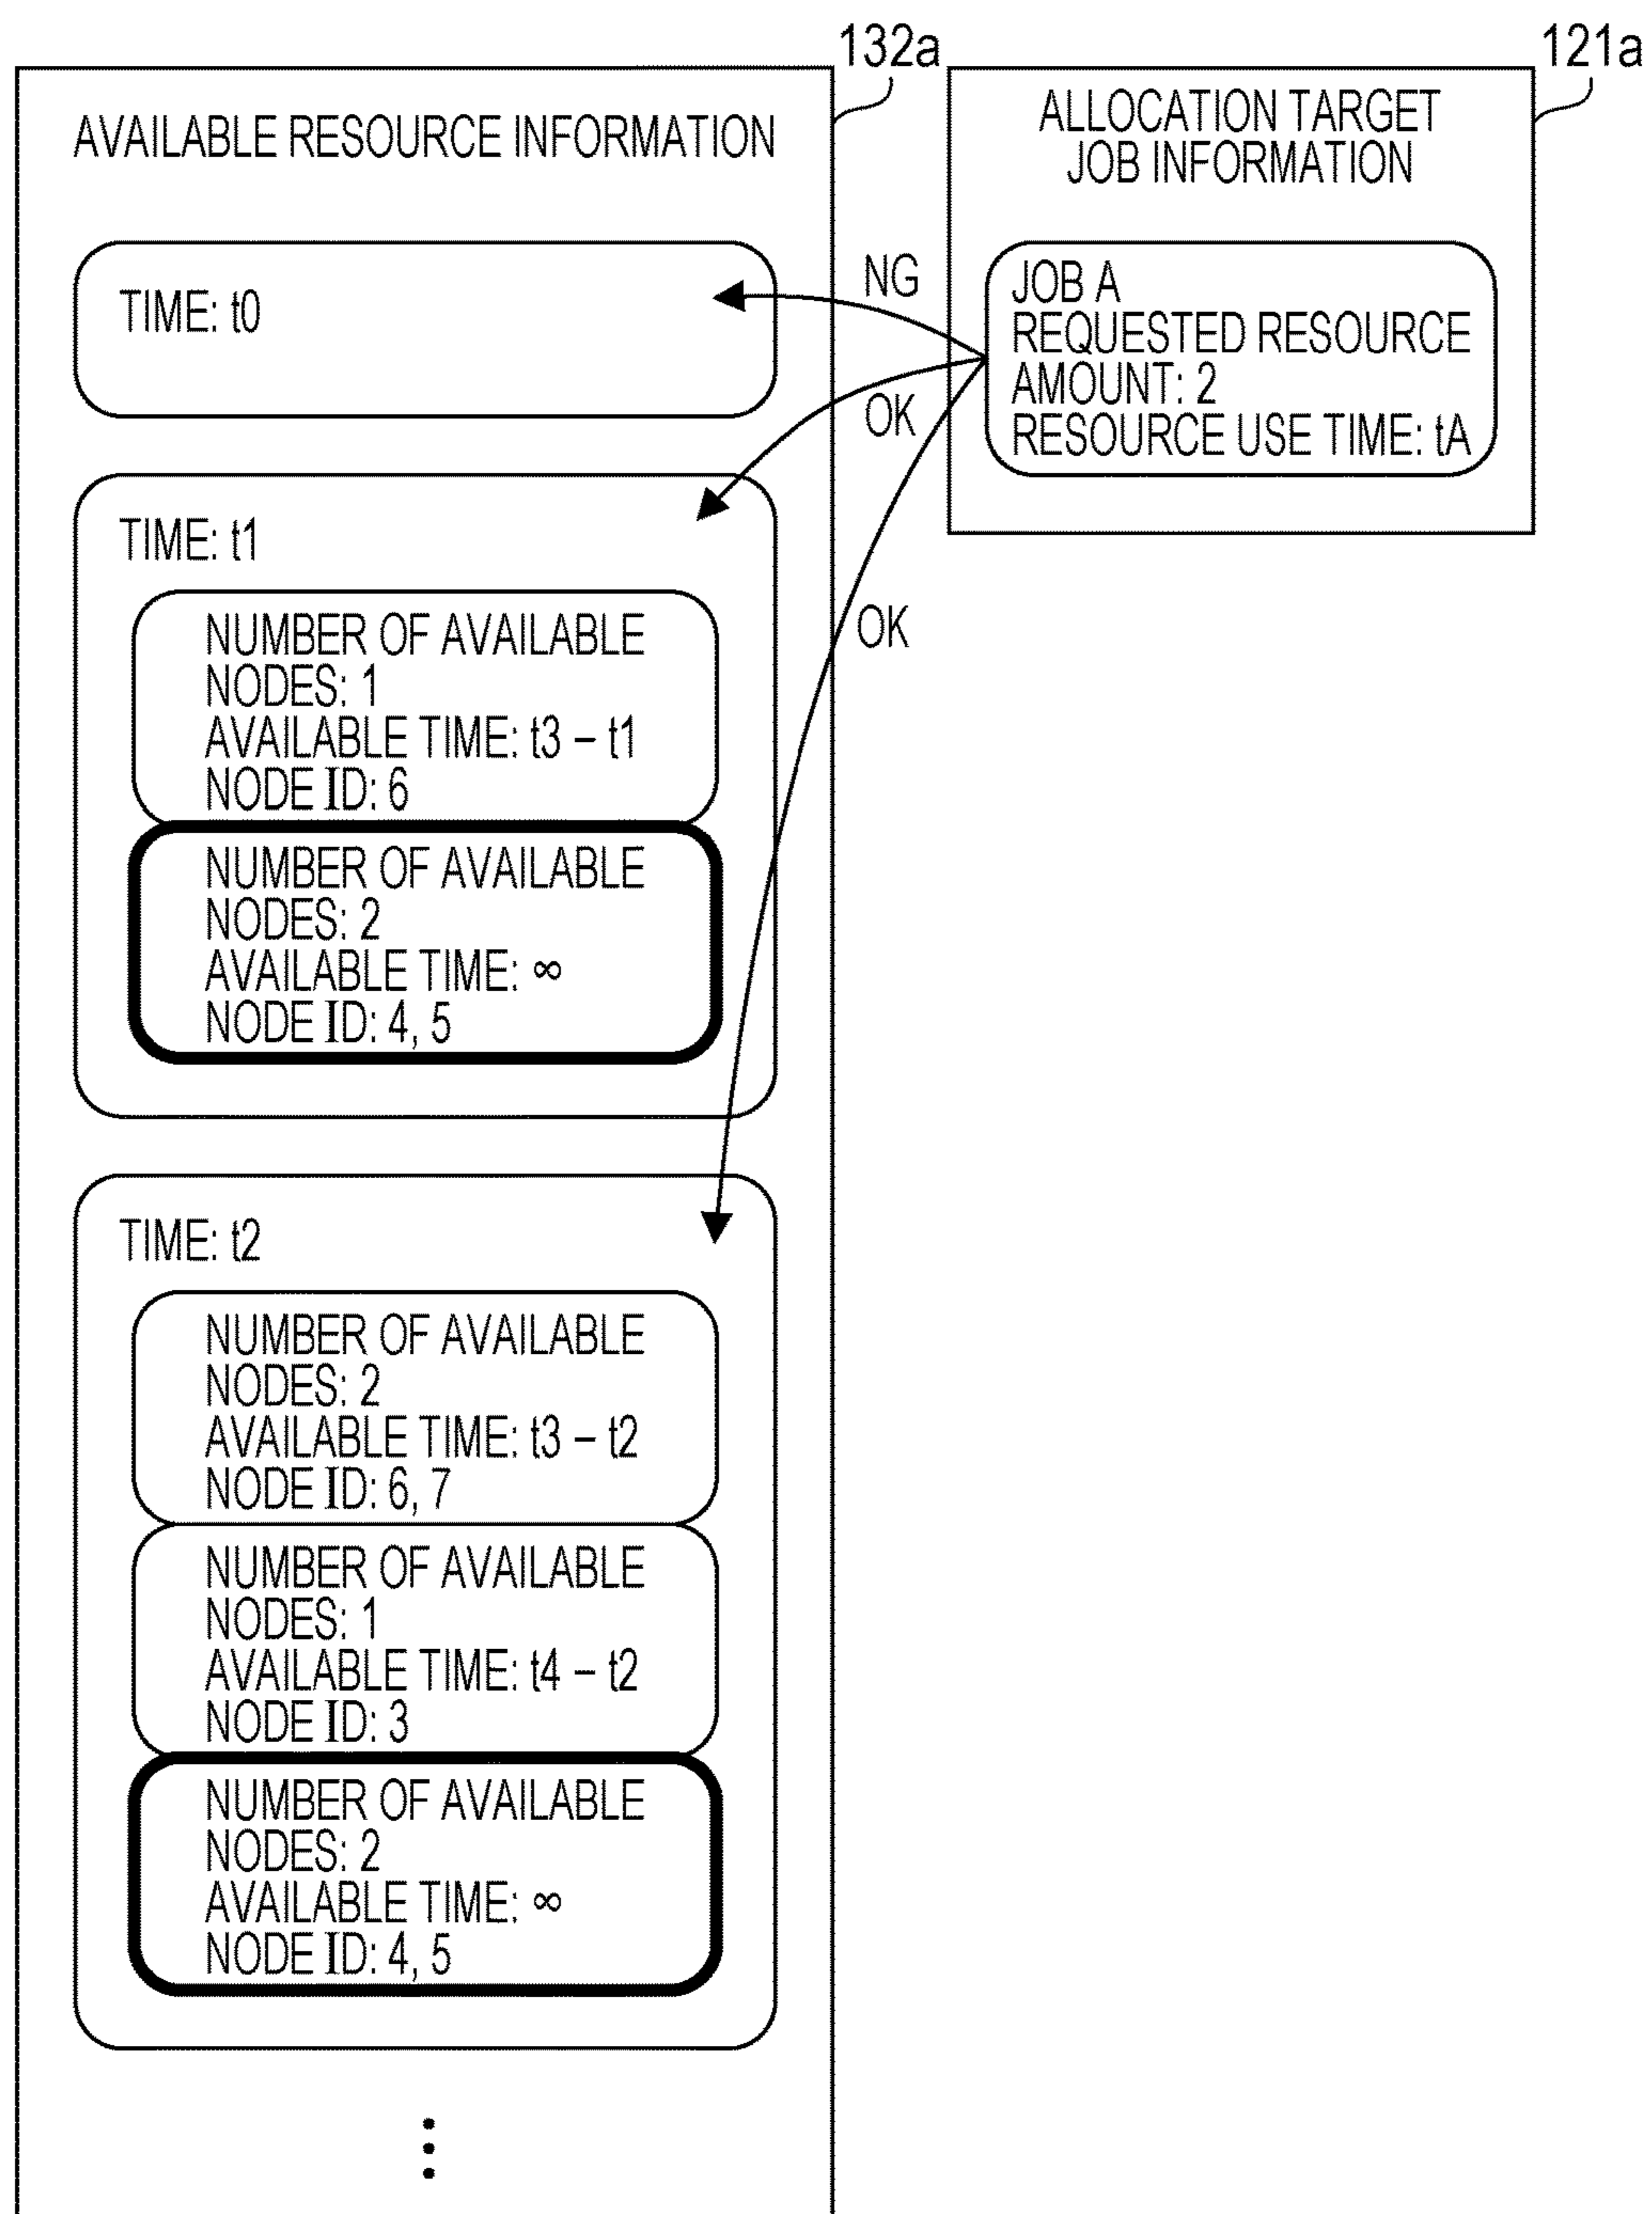 132a
121a
AVAILABLE RESOURCE INFORMATION
TIME: t0
TIME: t1
NUMBER OF AVAILABLE
NODES: 1
AVAILABLE TIME: t3 – t1
NODE ID: 6
NUMBER OF AVAILABLE
NODES: 2
AVAILABLE TIME: ∞
NODE ID: 4, 5
TIME: t2
NUMBER OF AVAILABLE
NODES: 2
AVAILABLE TIME: t3 – t2
NODE ID: 6, 7
NUMBER OF AVAILABLE
NODES: 1
AVAILABLE TIME: t4 – t2
NODE ID: 3
NUMBER OF AVAILABLE
NODES: 2
AVAILABLE TIME: ∞
NODE ID: 4, 5
NG
OK
OK
ALLOCATION TARGET
JOB INFORMATION
JOB A
REQUESTED RESOURCE
AMOUNT: 2
RESOURCE USE TIME: tA